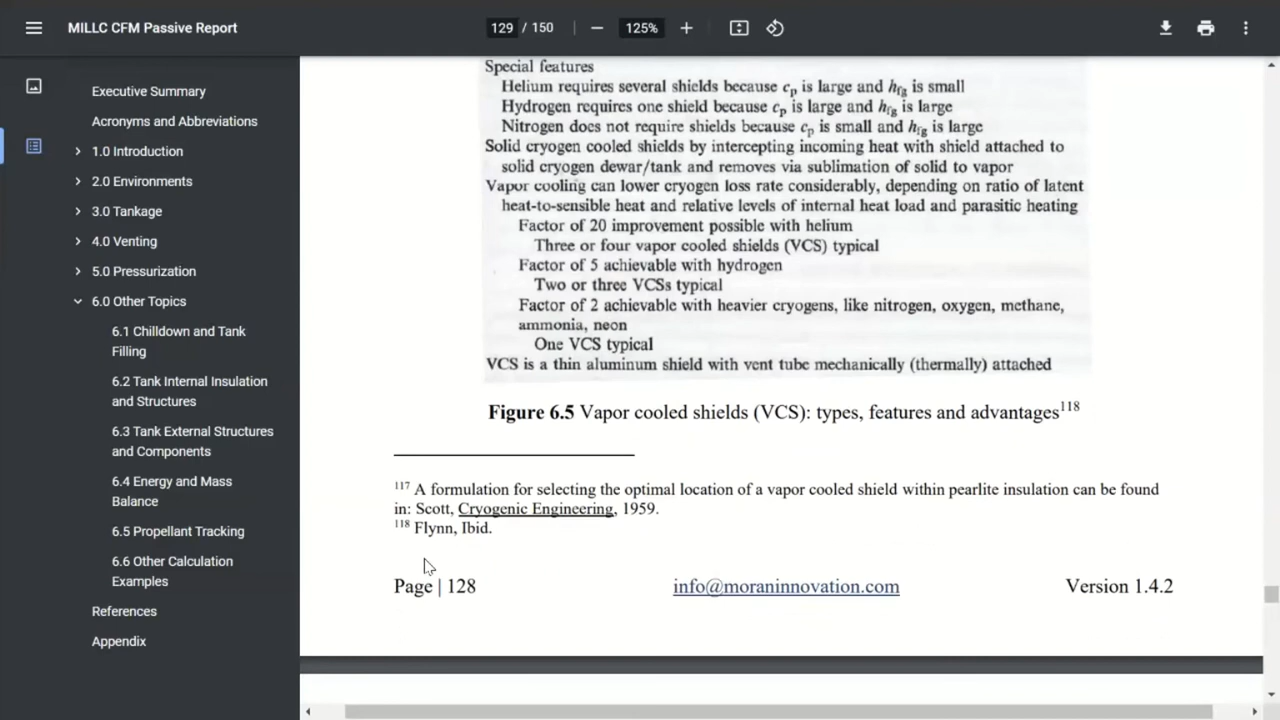 MILLC CFM Passive Report
129 / 150
125%
Executive Summary
Acronyms and Abbreviations
1.0 Introduction
2.0 Environments
3.0 Tankage
4.0 Venting
5.0 Pressurization
6.0 Other Topics
6.1 Chilldown and Tank
Filling
6.2 Tank Internal Insulation
and Structures
6.3 Tank External Structures
and Components
6.4 Energy and Mass
Balance
6.5 Propellant Tracking
6.6 Other Calculation
Examples
References
Appendix
Special features
Helium requires several shields because cp is large and hfg is small
Hydrogen requires one shield because cp is large and hfg is large
Nitrogen does not require shields because cp is small and hfg is large
Solid cryogen cooled shields by intercepting incoming heat with shield attached to
solid cryogen dewar/tank and removes via sublimation of solid to vapor
Vapor cooling can lower cryogen loss rate considerably, depending on ratio of latent
heat-to-sensible heat and relative levels of internal heat load and parasitic heating
Factor of 20 improvement possible with helium
Three or four vapor cooled shields (VCS) typical
Factor of 5 achievable with hydrogen
Two or three VCSs typical
Factor of 2 achievable with heavier cryogens, like nitrogen, oxygen, methane,
ammonia, neon
One VCS typical
VCS is a thin aluminum shield with vent tube mechanically (thermally) attached
Figure 6.5 Vapor cooled shields (VCS): types, features and advantages118
117 A formulation for selecting the optimal location of a vapor cooled shield within pearlite insulation can be found
in: Scott, Cryogenic Engineering, 1959.
118 Flynn, Ibid.
Page | 128 info@moraninnovation.com Version 1.4.2